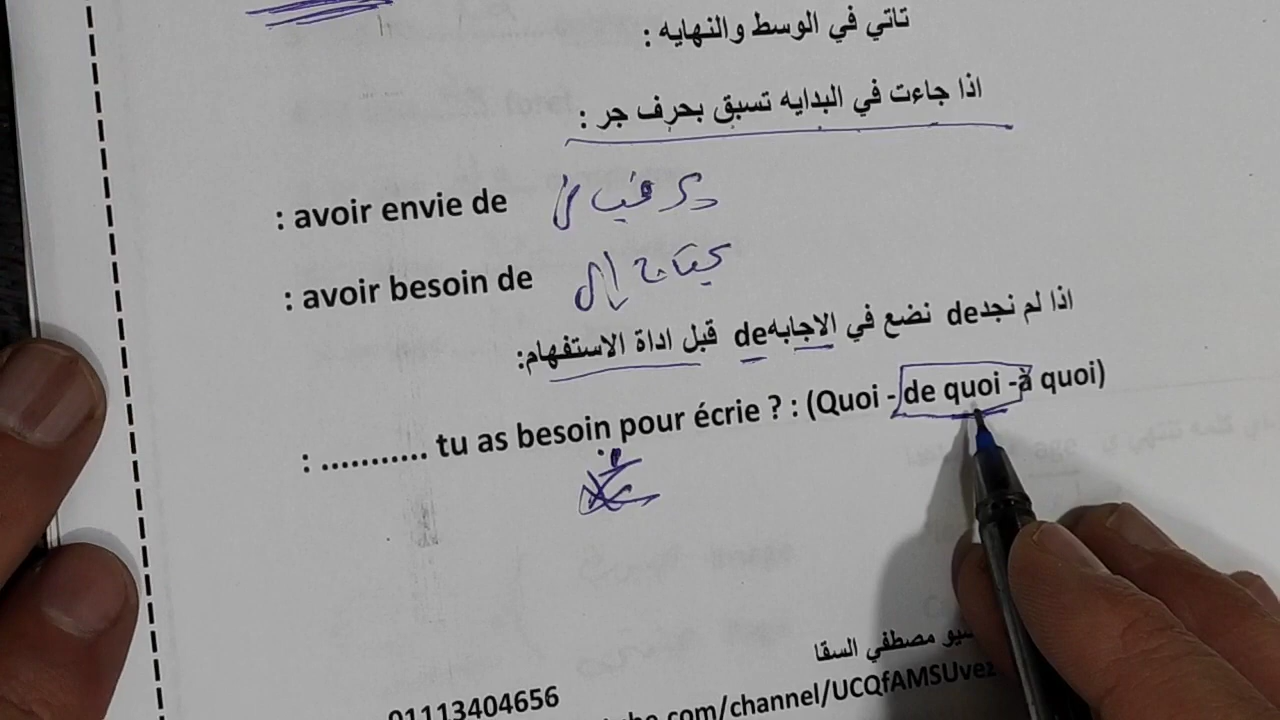 تاتي في الوسط والنهايه :
اذا جاءت في البدايه تسبق بحرف جر :
: avoir envie de
: avoir besoin de يحتاج إلى
اذا لم نجد de نضع في الاجابه de قبل اداة الاستفهام:
: ........... tu as besoin pour écrie ? : (Quoi - de quoi -à quoi)
مصطفي السقا
01113404656
.com/channel/UCQfAMSUve